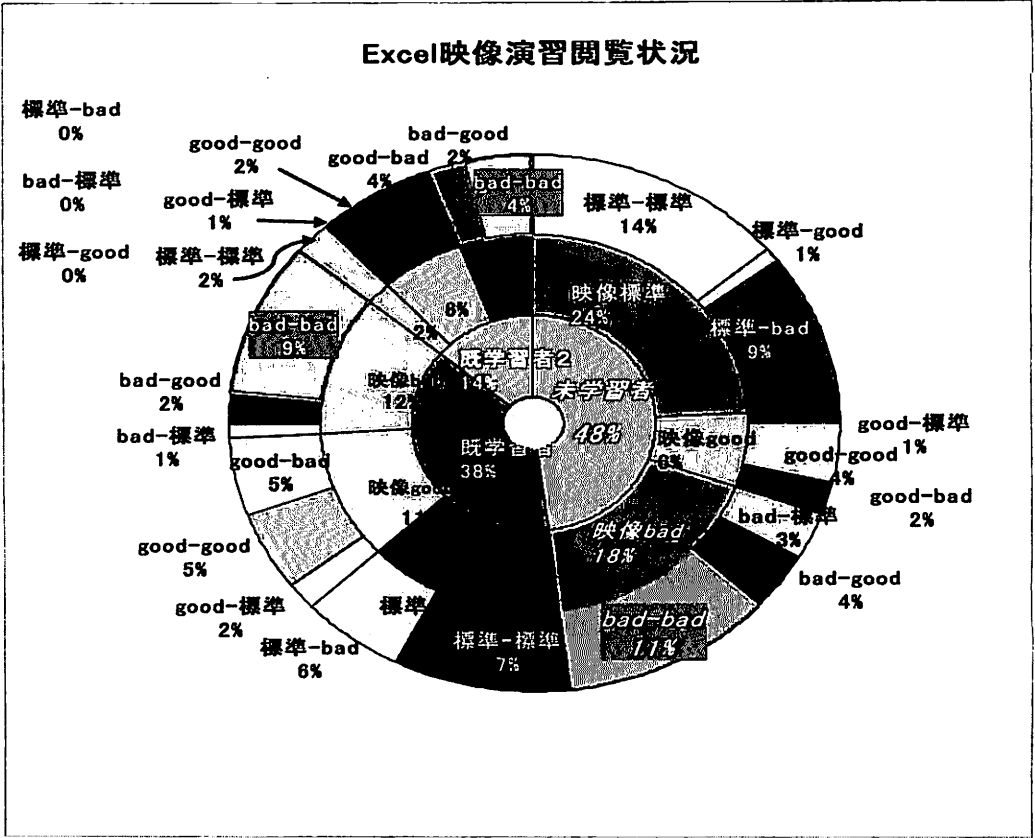 Excel映像演習閲覧状況
標準-bad
0%
bad-標準
0%
標準-good
0%
good-good
2%
good-標準
1%
標準-標準
2%
good-bad
4%
bad-good
2%
bad-bad
4%
標準-標準
14%
標準-good
1%
標準-bad
9%
good-標準
1%
good-good
4%
good-bad
2%
bad-標準
3%
bad-good
4%
bad-bad
11%
標準-標準
7%
標準
標準-bad
6%
good-標準
2%
good-good
5%
good-bad
5%
bad-標準
1%
bad-good
2%
bad-bad
9%
映像標準
24%
映像good
6%
映像bad
18%
映像good
11
映像
12%
2%
6%
未学習者
48%
既学習者
38%
既学習者2
14%